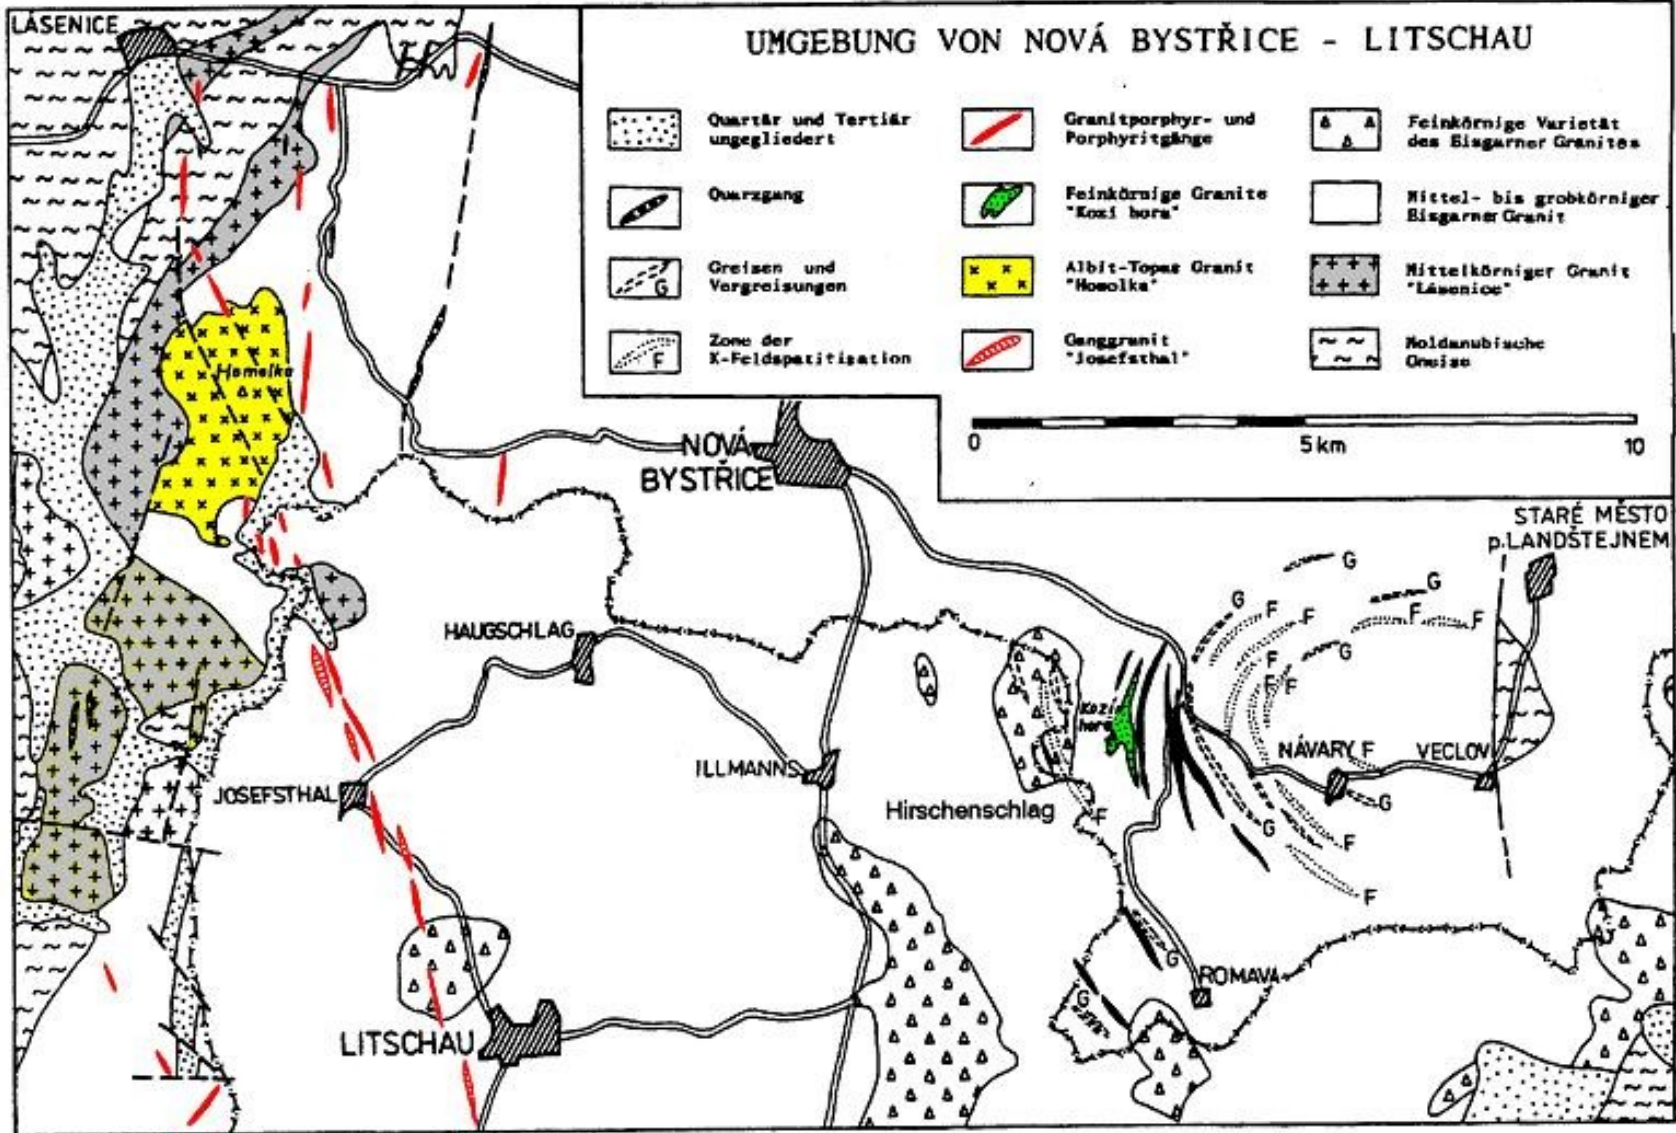 LÁSENICE
UMGEBUNG VON NOVÁ BYSTŘICE - LITSCHAU
Quartär und Tertiär
ungegliedert
Quarzgang
Greisen und
Vergreisungen
G
Zone der
K-Feldspatitisation
F
Granitporphyr- und
Porphyritgänge
Feinkörnige Granite
"Kozi hora"
Albit-Topas Granit
"Homolka"
Ganggranit
"Josefsthal"
Feinkörnige Varietät
des Eisgarner Granites
Mittel- bis grobkörniger
Eisgarner Granit
Mittelkörniger Granit
"Lásenice"
Moldanubische
Gneise
0 5 km 10
Homolka
NOVÁ
BYSTŘICE
STARÉ MĚSTO
p. LANDŠTEJNEM
G
G
G
F
F
F
F
F
G
F
F
F
HAUGSCHLAG
Kozi
hora
ILLMANNS
NÁVARY F
VECLOV
JOSEFSTHAL
Hirschenschlag
F
G
G
F
F
G
ROMAVA
G
LITSCHAU